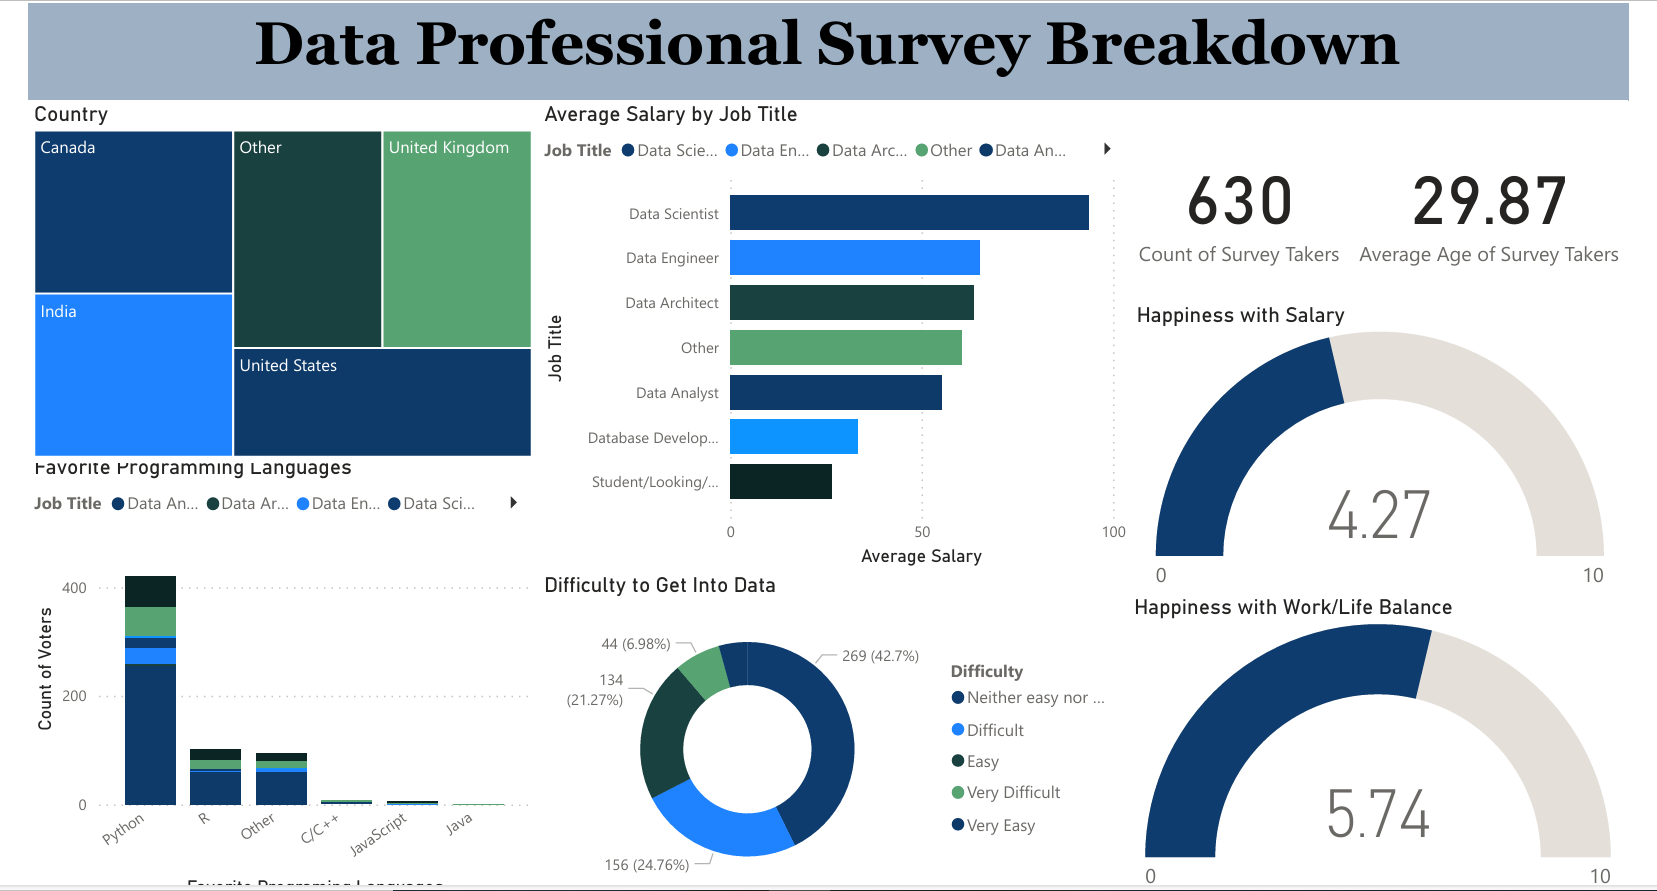 Data Professional Survey Breakdown
Country
Canada
Other
United Kingdom
India
United States
Average Salary by Job Title
Job Title Data Scie... Data En... Data Arc... Other Data An...
Job Title
Data Scientist
Data Engineer
Data Architect
Other
Data Analyst
Database Develop...
Student/Looking/...
0 50 100
Average Salary
630
Count of Survey Takers
29.87
Average Age of Survey Takers
Happiness with Salary
4.27
0 10
Favorite Programming Languages
Job Title Data An... Data Ar... Data En... Data Sci...
Count of Voters
400
200
0
Python R Other C/C++ JavaScript Java
Favorite Programing Languages
Difficulty to Get Into Data
44 (6.98%)
269 (42.7%)
134
(21.27%)
156 (24.76%)
Difficulty
Neither easy nor ...
Difficult
Easy
Very Difficult
Very Easy
Happiness with Work/Life Balance
5.74
0 10